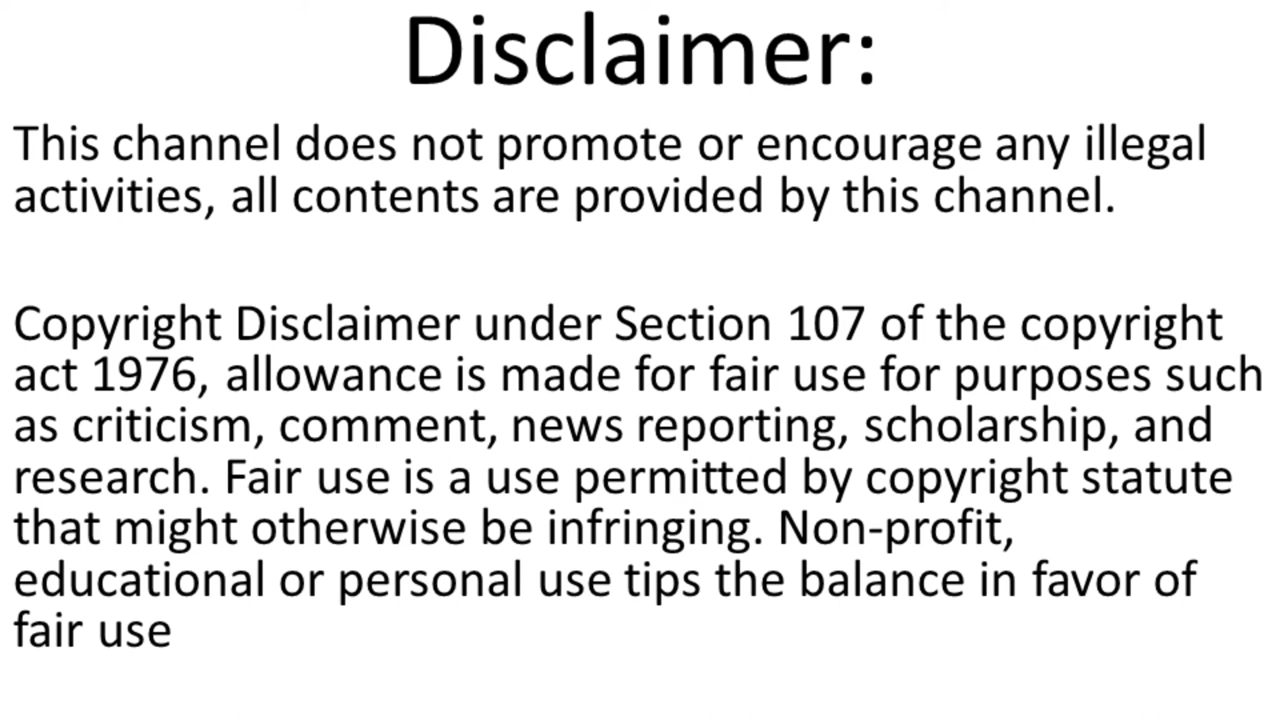 Disclaimer:
This channel does not promote or encourage any illegal
activities, all contents are provided by this channel.
Copyright Disclaimer under Section 107 of the copyright
act 1976, allowance is made for fair use for purposes such
as criticism, comment, news reporting, scholarship, and
research. Fair use is a use permitted by copyright statute
that might otherwise be infringing. Non-profit,
educational or personal use tips the balance in favor of
fair use